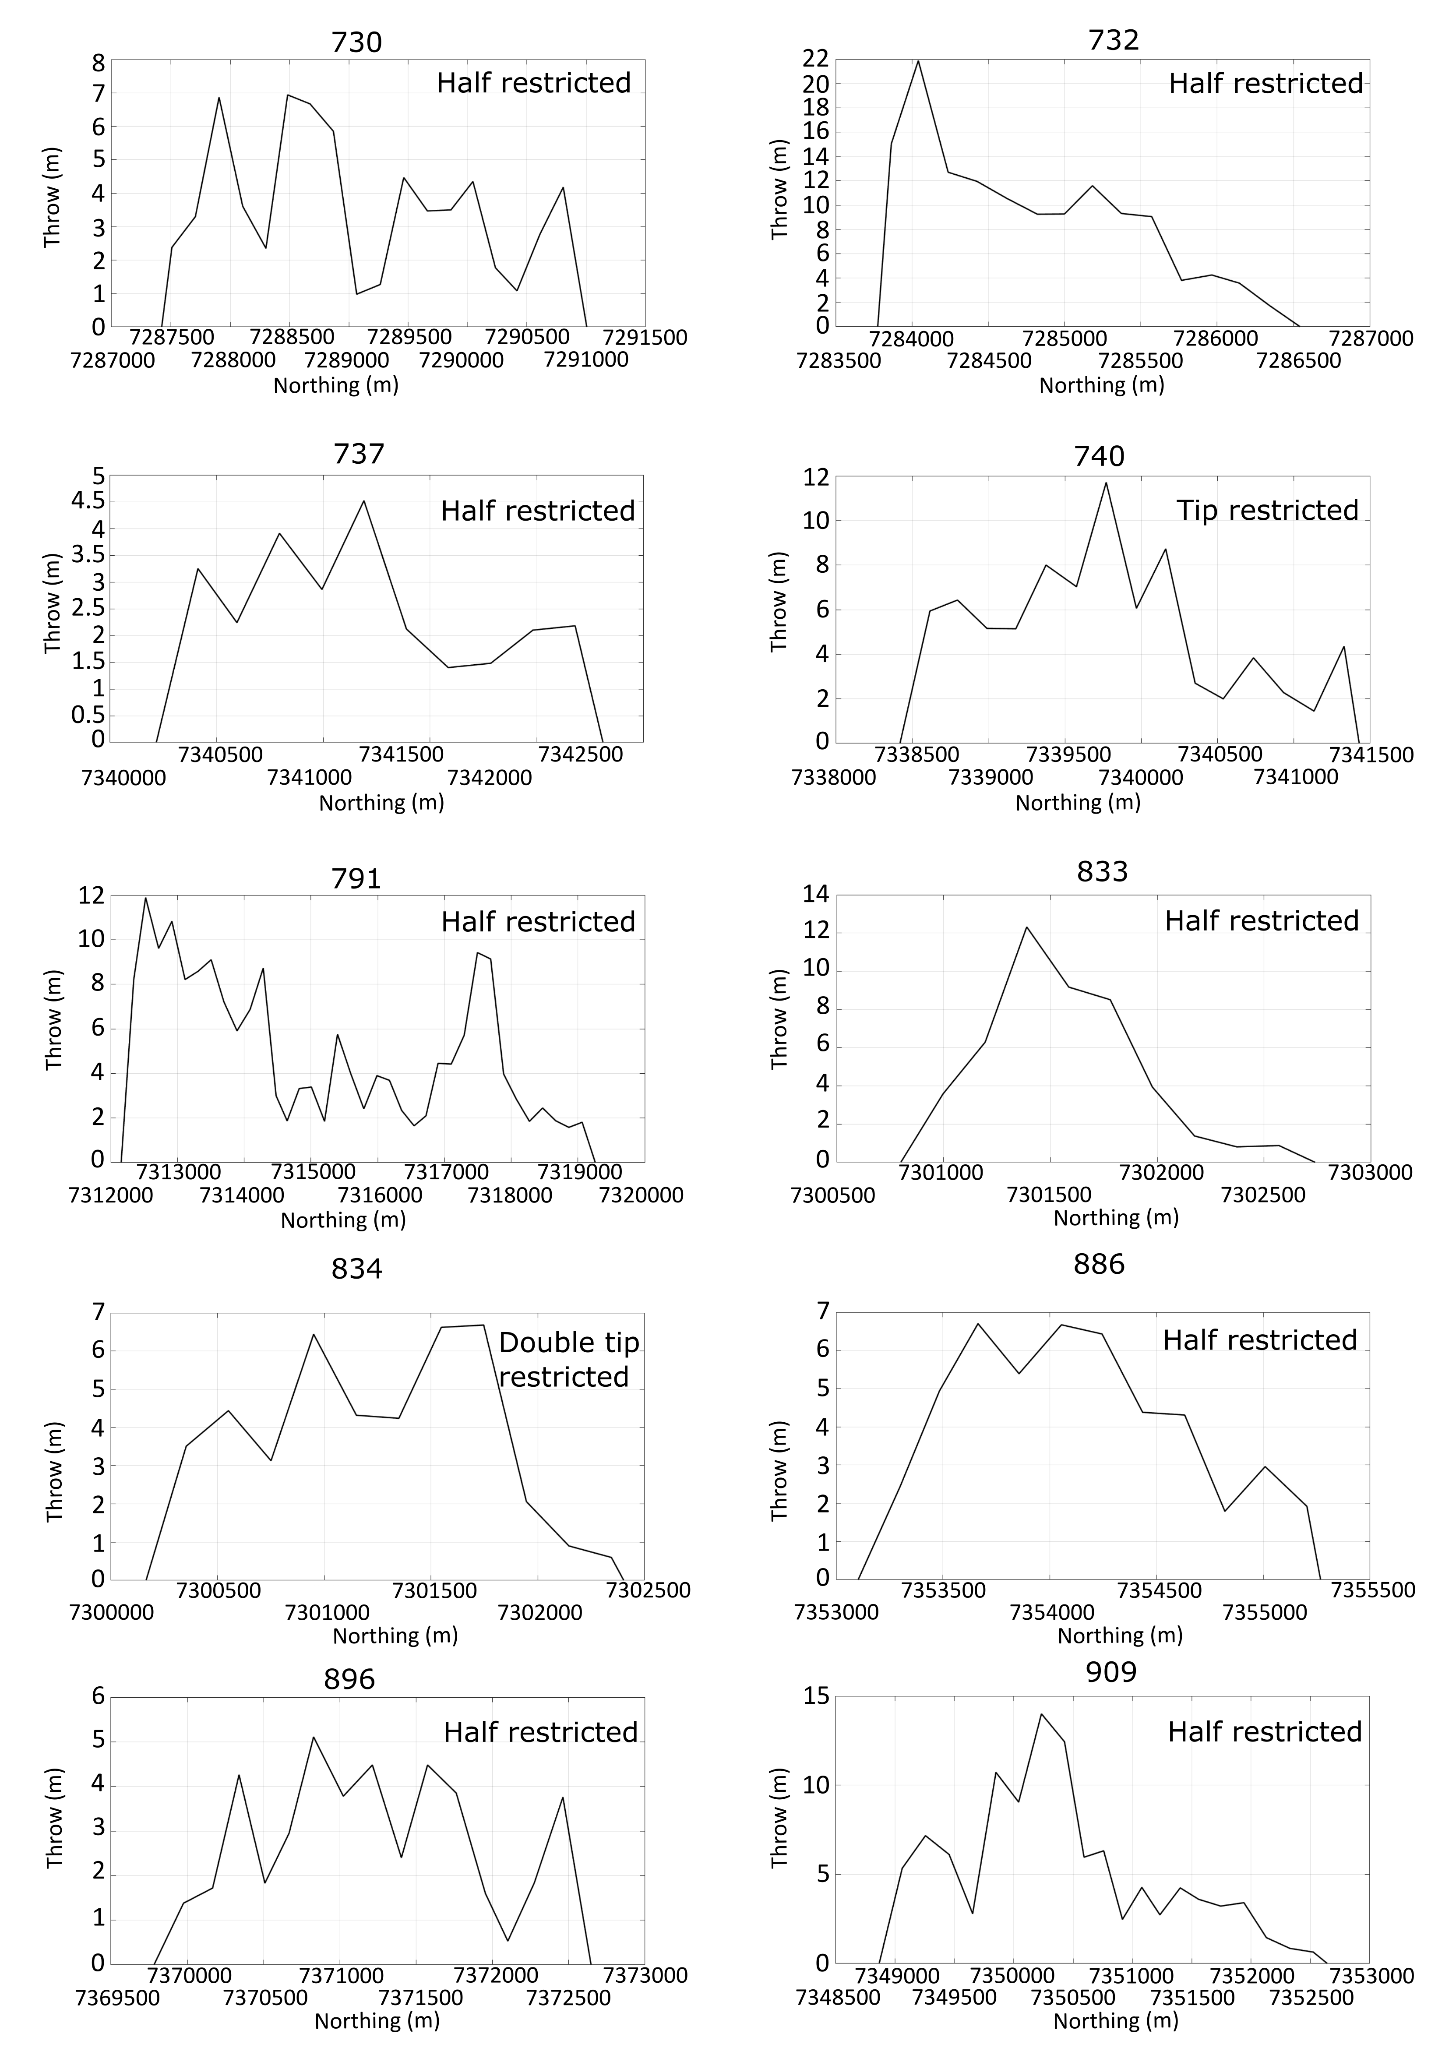 730
Half restricted
8
7
6
5
4
3
2
1
0
Throw (m)
7287500 7288500 7289500 7290500 7291500
7287000 7288000 7289000 7290000 7291000
Northing (m)
732
Half restricted
22
20
18
16
14
12
10
8
6
4
2
0
Throw (m)
7284000 7285000 7286000 7287000
7283500 7284500 7285500 7286500
Northing (m)
737
Half restricted
5
4.5
4
3.5
3
2.5
2
1.5
1
0.5
0
Throw (m)
7340500 7341500 7342500
7340000 7341000 7342000
Northing (m)
740
Tip restricted
12
10
8
6
4
2
0
Throw (m)
7338500 7339500 7340500 7341500
7338000 7339000 7340000 7341000
Northing (m)
791
Half restricted
12
10
8
6
4
2
0
Throw (m)
7313000 7315000 7317000 7319000
7312000 7314000 7316000 7318000 7320000
Northing (m)
833
Half restricted
14
12
10
8
6
4
2
0
Throw (m)
7301000 7302000 7303000
7300500 7301500 7302500
Northing (m)
834
Double tip
restricted
7
6
5
4
3
2
1
0
Throw (m)
7300500 7301500 7302500
7300000 7301000 7302000
Northing (m)
886
Half restricted
7
6
5
4
3
2
1
0
Throw (m)
7353500 7354500 7355500
7353000 7354000 7355000
Northing (m)
896
Half restricted
6
5
4
3
2
1
0
Throw (m)
7370000 7371000 7372000 7373000
7369500 7370500 7371500 7372500
Northing (m)
909
Half restricted
15
10
5
0
Throw (m)
7349000 7350000 7351000 7352000 7353000
7348500 7349500 7350500 7351500 7352500
Northing (m)